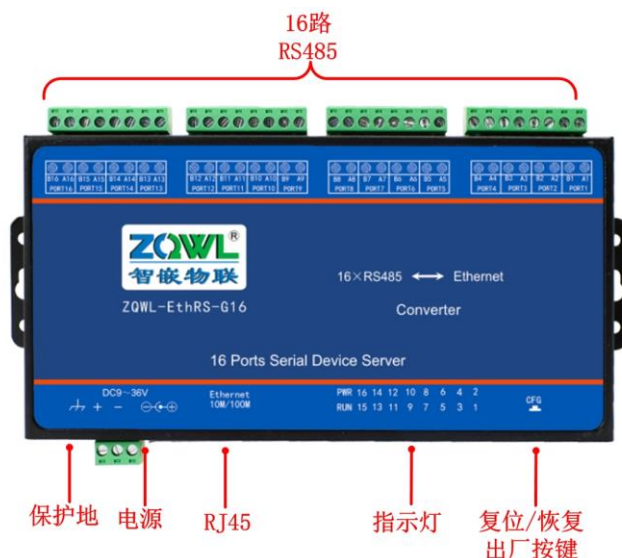 16路
RS485
B16 A16 B15 A15 B14 A14 B13 A13
PORT16 PORT15 PORT14 PORT13
B12 A12 B11 A11 B10 A10 B9 A9
PORT12 PORT11 PORT10 PORT9
B8 A8 B7 A7 B6 A6 B5 A5
PORT8 PORT7 PORT6 PORT5
B4 A4 B3 A3 B2 A2 B1 A1
PORT4 PORT3 PORT2 PORT1
ZQWL®
智嵌物联
ZQWL-EthRS-G16
16×RS485 ↔ Ethernet
Converter
16 Ports Serial Device Server
DC9~36V
+ −
Ethernet
10M/100M
PWR 16 14 12 10 8 6 4 2
RUN 15 13 11 9 7 5 3 1
CFG
保护地
电源
RJ45
指示灯
复位/恢复
出厂按键